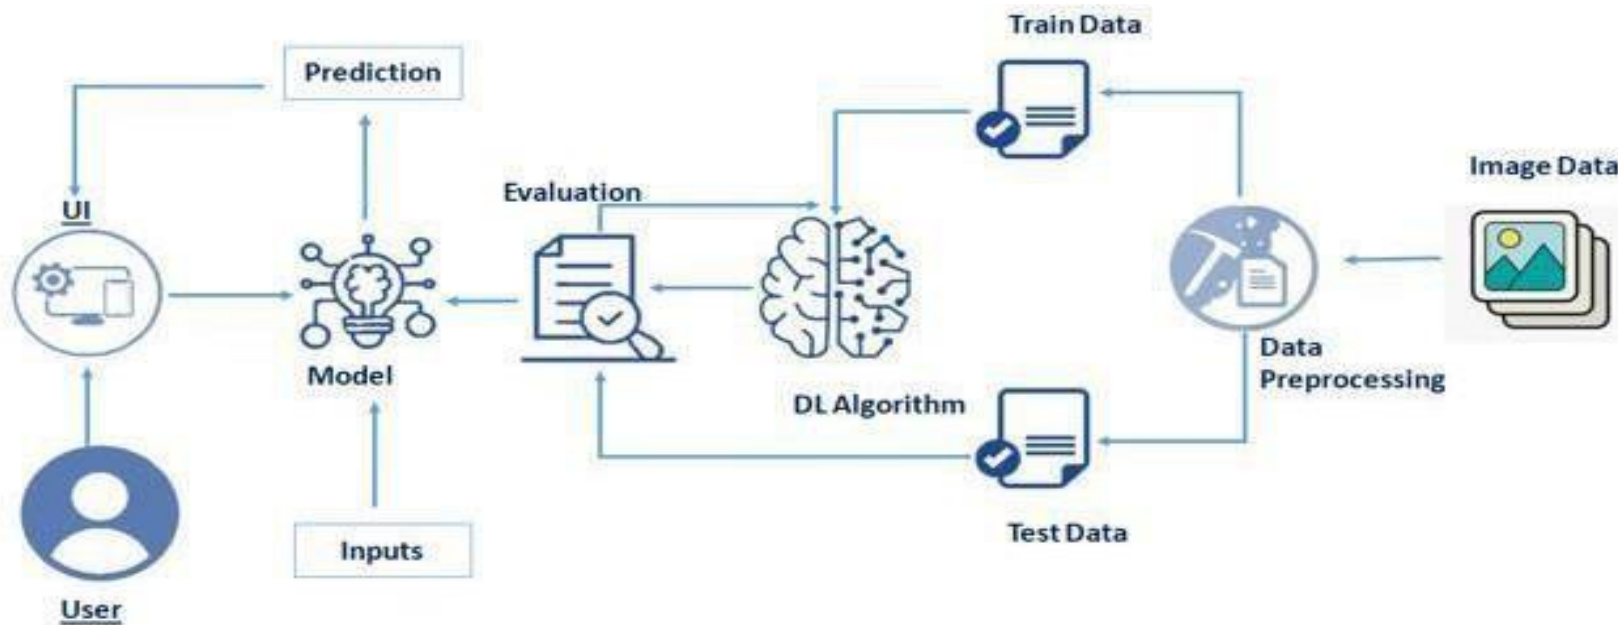 Train Data
Prediction
Image Data
Evaluation
UI
Data
Preprocessing
Model
DL Algorithm
Test Data
Inputs
User